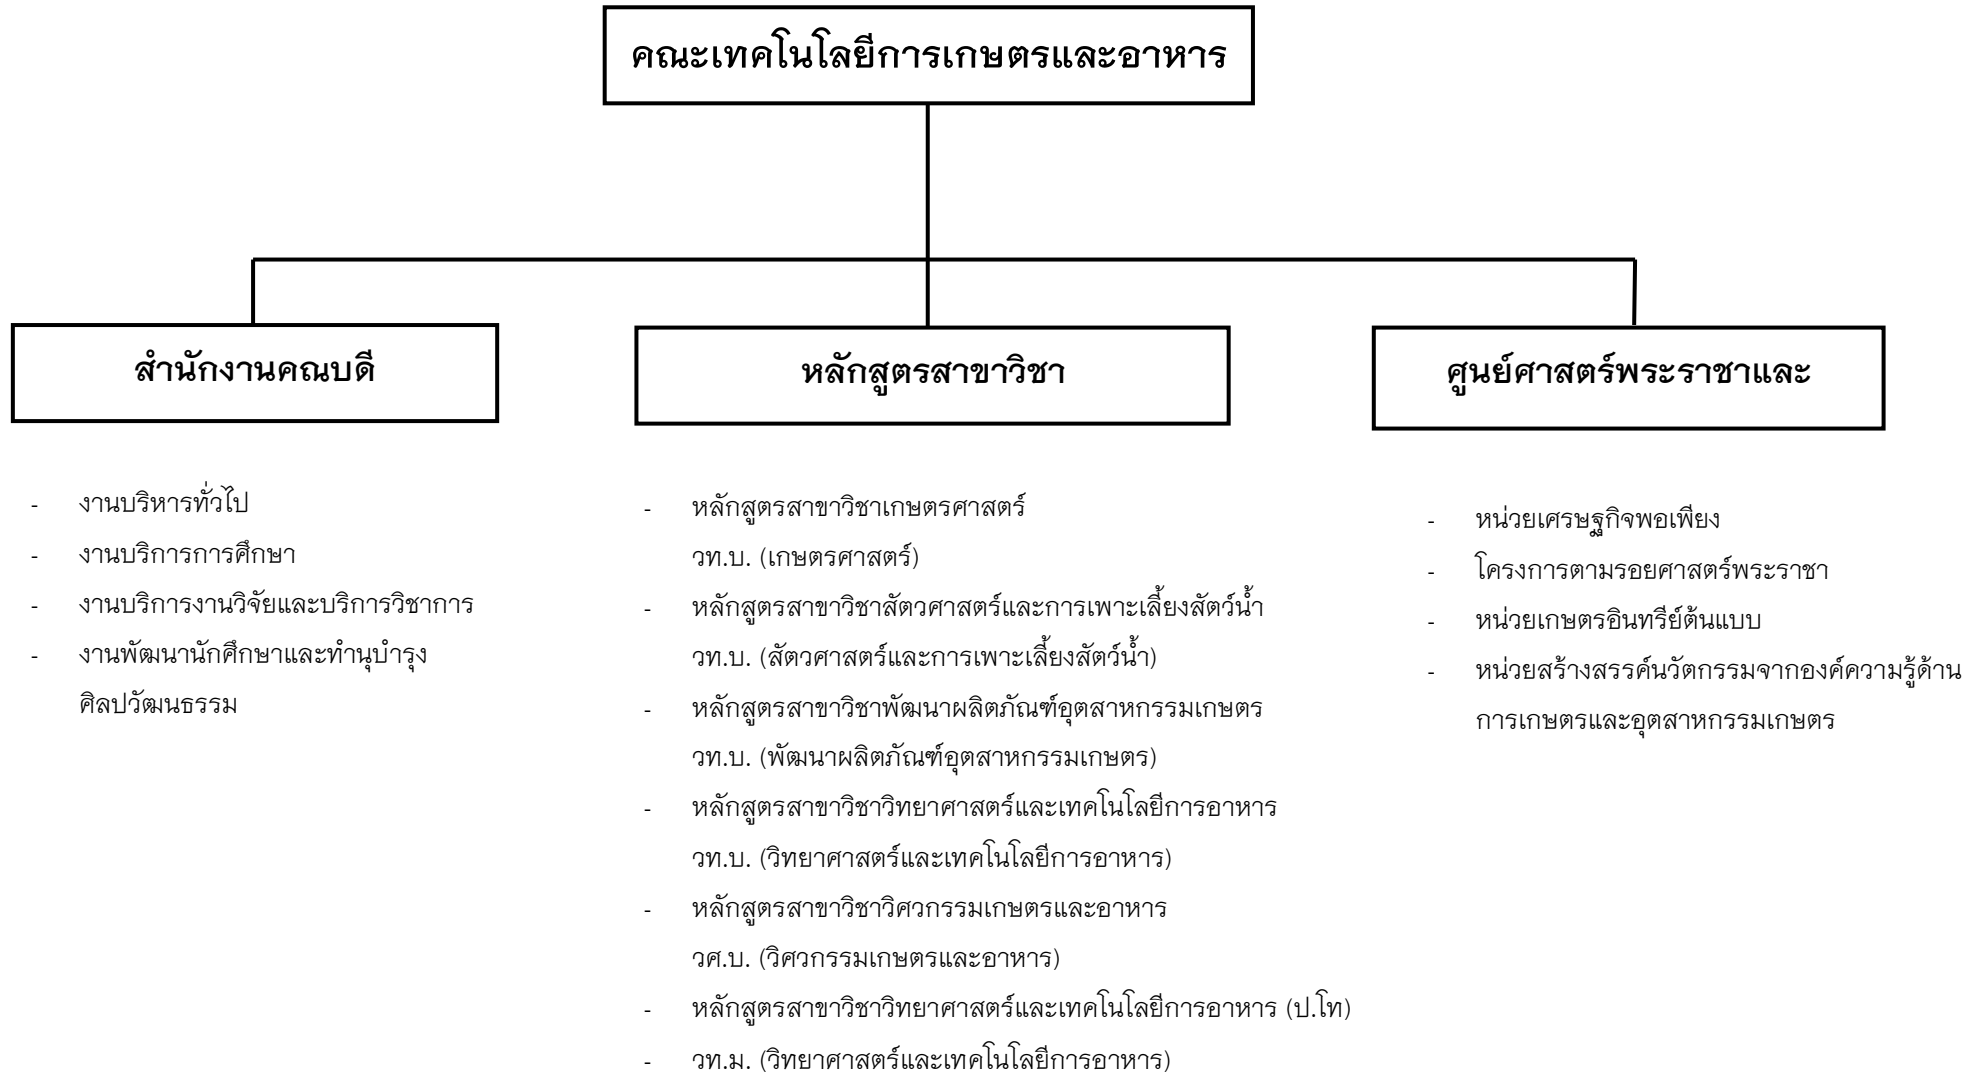 คณะเทคโนโลยีการเกษตรและอาหาร
สำนักงานคณบดี
- งานบริหารทั่วไป
- งานบริการการศึกษา
- งานบริการงานวิจัยและบริการวิชาการ
- งานพัฒนานักศึกษาและทำนุบำรุง
ศิลปวัฒนธรรม
หลักสูตรสาขาวิชา
- หลักสูตรสาขาวิชาเกษตรศาสตร์
วท.บ. (เกษตรศาสตร์)
- หลักสูตรสาขาวิชาสัตวศาสตร์และการเพาะเลี้ยงสัตว์น้ำ
วท.บ. (สัตวศาสตร์และการเพาะเลี้ยงสัตว์น้ำ)
- หลักสูตรสาขาวิชาพัฒนาผลิตภัณฑ์อุตสาหกรรมเกษตร
วท.บ. (พัฒนาผลิตภัณฑ์อุตสาหกรรมเกษตร)
- หลักสูตรสาขาวิชาวิทยาศาสตร์และเทคโนโลยีการอาหาร
วท.บ. (วิทยาศาสตร์และเทคโนโลยีการอาหาร)
- หลักสูตรสาขาวิชาวิศวกรรมเกษตรและอาหาร
วศ.บ. (วิศวกรรมเกษตรและอาหาร)
- หลักสูตรสาขาวิชาวิทยาศาสตร์และเทคโนโลยีการอาหาร (ป.โท)
- วท.ม. (วิทยาศาสตร์และเทคโนโลยีการอาหาร)
ศูนย์ศาสตร์พระราชาและ
- หน่วยเศรษฐกิจพอเพียง
- โครงการตามรอยศาสตร์พระราชา
- หน่วยเกษตรอินทรีย์ต้นแบบ
- หน่วยสร้างสรรค์นวัตกรรมจากองค์ความรู้ด้าน
การเกษตรและอุตสาหกรรมเกษตร